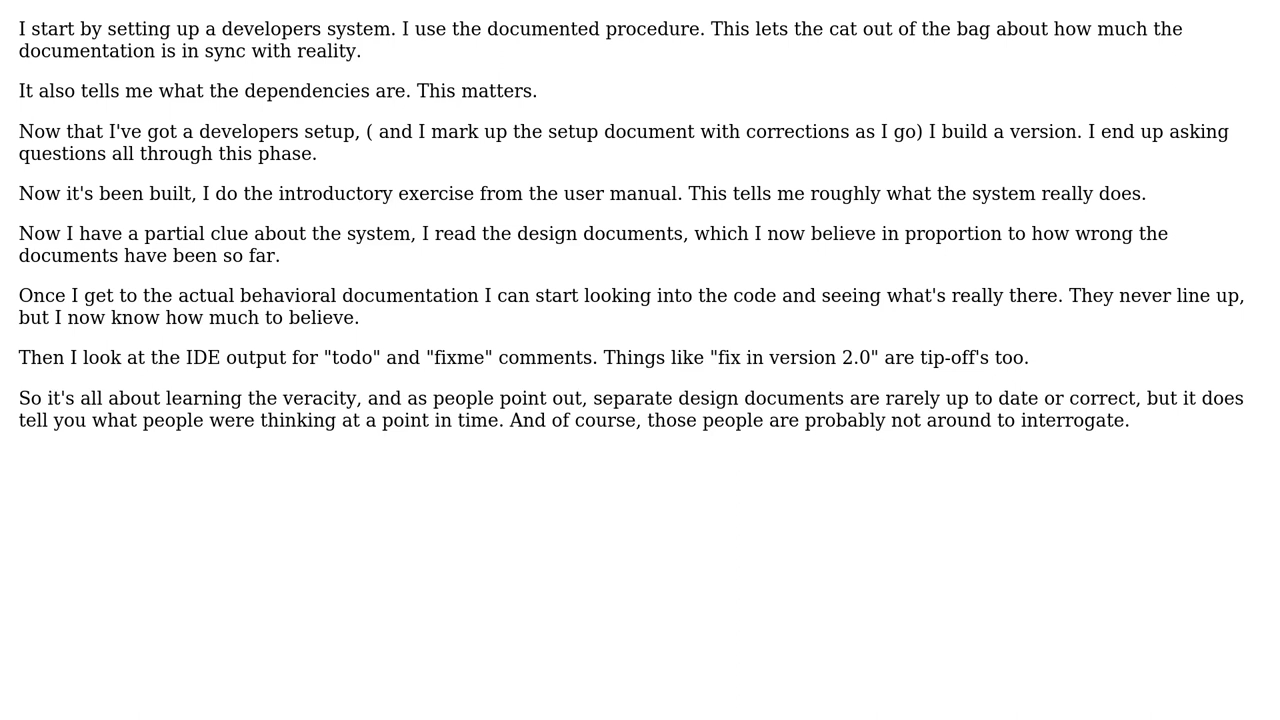 I start by setting up a developers system. I use the documented procedure. This lets the cat out of the bag about how much the
documentation is in sync with reality.
It also tells me what the dependencies are. This matters.
Now that I've got a developers setup, ( and I mark up the setup document with corrections as I go) I build a version. I end up asking
questions all through this phase.
Now it's been built, I do the introductory exercise from the user manual. This tells me roughly what the system really does.
Now I have a partial clue about the system, I read the design documents, which I now believe in proportion to how wrong the
documents have been so far.
Once I get to the actual behavioral documentation I can start looking into the code and seeing what's really there. They never line up,
but I now know how much to believe.
Then I look at the IDE output for "todo" and "fixme" comments. Things like "fix in version 2.0" are tip-off's too.
So it's all about learning the veracity, and as people point out, separate design documents are rarely up to date or correct, but it does
tell you what people were thinking at a point in time. And of course, those people are probably not around to interrogate.